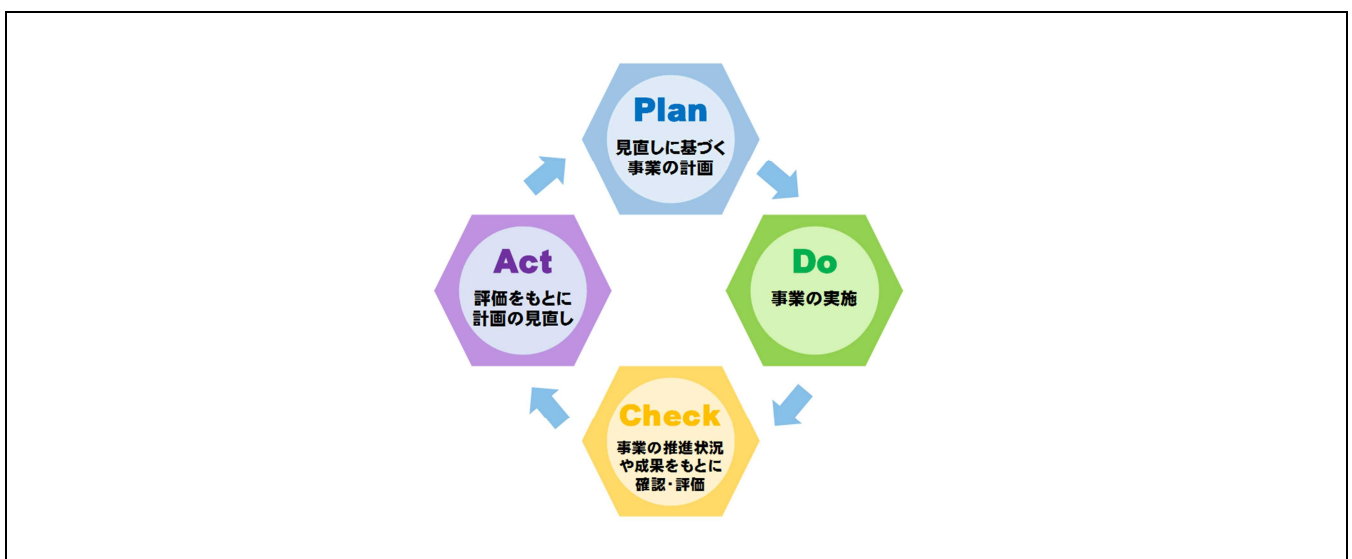 Plan
見直しに基づく
事業の計画
Do
事業の実施
Check
事業の推進状況
や成果をもとに
確認・評価
Act
評価をもとに
計画の見直し